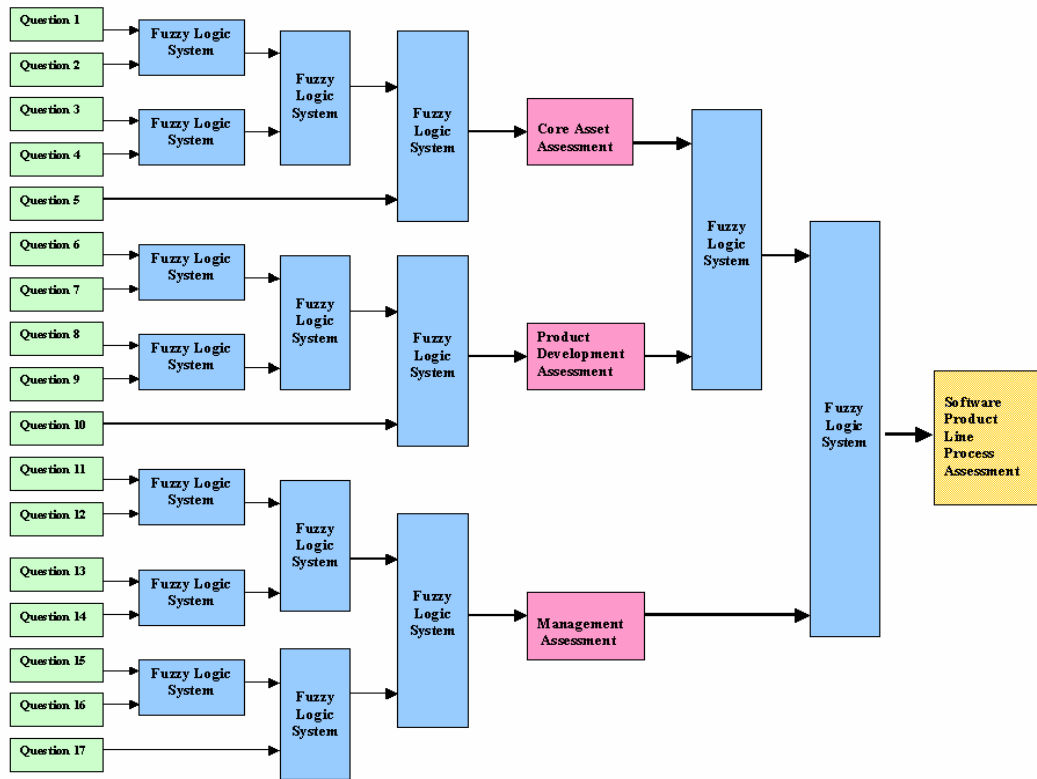 Question 1
Question 2
Fuzzy Logic
System
Question 3
Question 4
Fuzzy Logic
System
Fuzzy
Logic
System
Question 5
Fuzzy
Logic
System
Core Asset
Assessment
Question 6
Question 7
Fuzzy Logic
System
Question 8
Question 9
Fuzzy Logic
System
Fuzzy
Logic
System
Question 10
Fuzzy
Logic
System
Product
Development
Assessment
Fuzzy
Logic
System
Question 11
Question 12
Fuzzy Logic
System
Question 13
Question 14
Fuzzy Logic
System
Fuzzy
Logic
System
Question 15
Question 16
Fuzzy Logic
System
Question 17
Fuzzy
Logic
System
Fuzzy
Logic
System
Management
Assessment
Fuzzy
Logic
System
Software
Product
Line
Process
Assessment